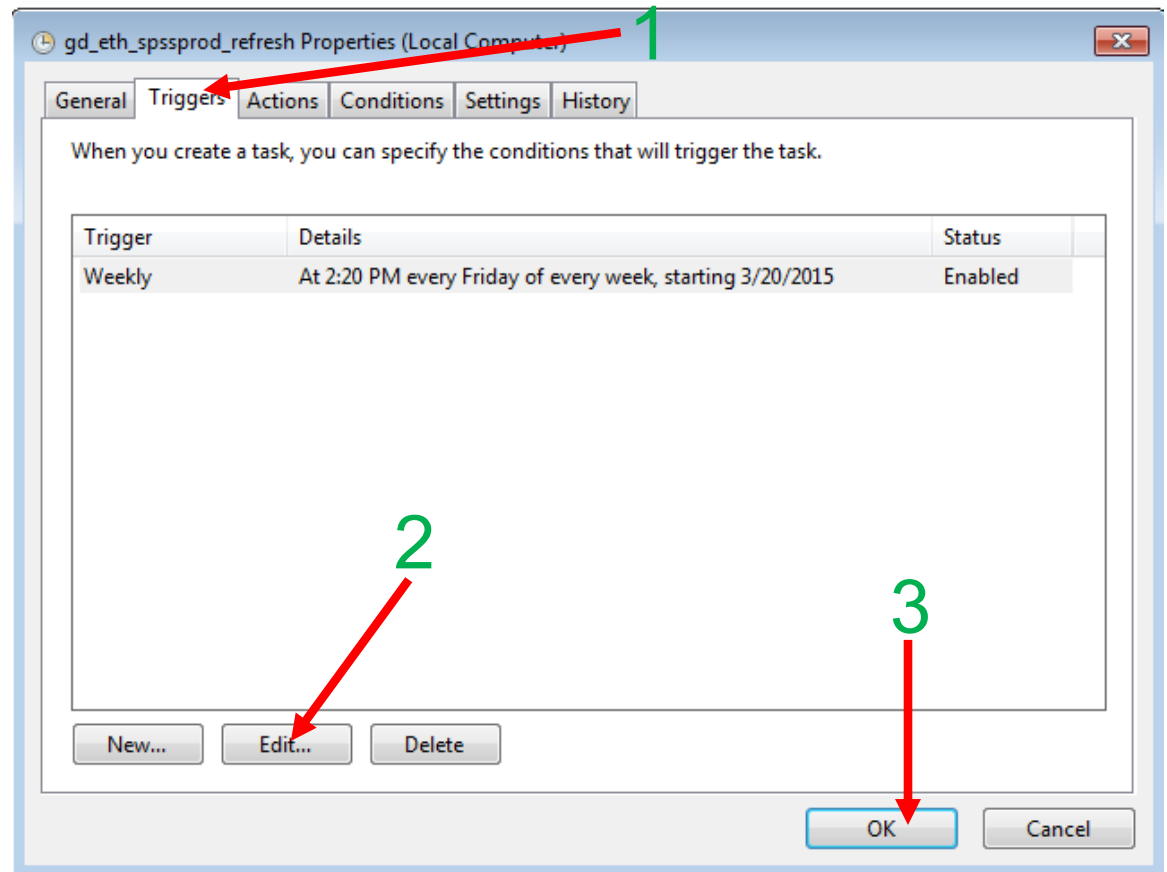 1
gd_eth_spssprod_refresh Properties (Local Computer)
General Triggers Actions Conditions Settings History
When you create a task, you can specify the conditions that will trigger the task.
Trigger Details Status
Weekly At 2:20 PM every Friday of every week, starting 3/20/2015 Enabled
2
3
New... Edit... Delete
OK Cancel